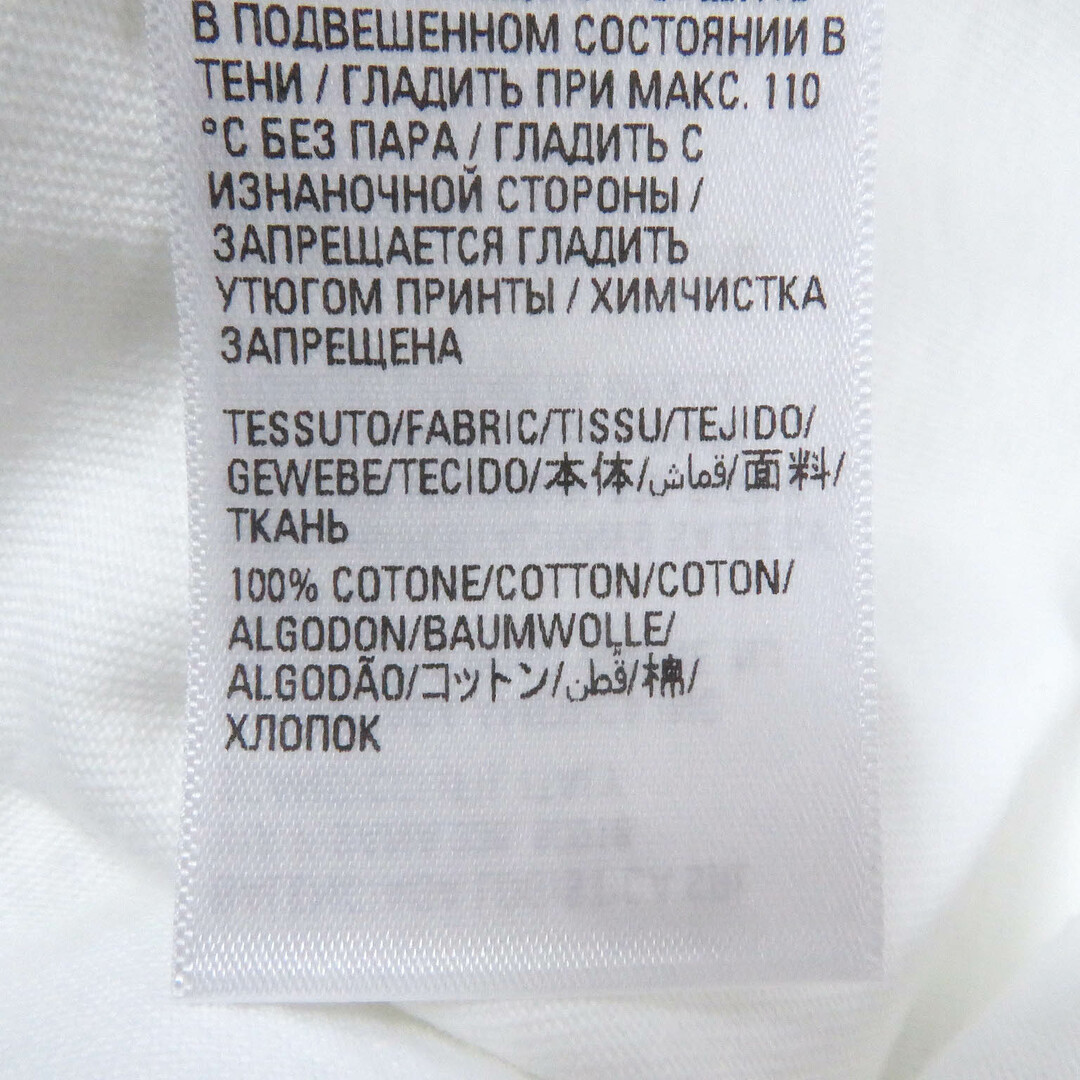 В ПОДВЕШЕННОМ СОСТОЯНИИ В
ТЕНИ / ГЛАДИТЬ ПРИ МАКС. 110
°C БЕЗ ПАРА / ГЛАДИТЬ С
ИЗНАНОЧНОЙ СТОРОНЫ /
ЗАПРЕЩАЕТСЯ ГЛАДИТЬ
УТЮГОМ ПРИНТЫ / ХИМЧИСТКА
ЗАПРЕЩЕНА
TESSUTO/FABRIC/TISSU/TEJIDO/
GEWEBE/TECIDO/本体/قماش/面料/
ТКАНЬ
100% COTONE/COTTON/COTON/
ALGODON/BAUMWOLLE/
ALGODÃO/コットン/قطن/棉/
ХЛОПОК